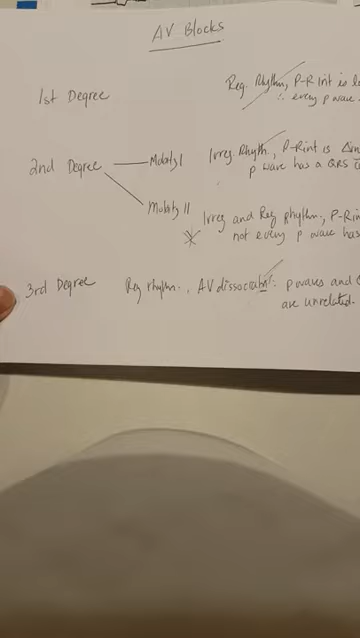 AV Blocks
1st Degree
Reg. Rhythm, P-R int is
∴ every p wave
2nd Degree
Mobitz I
Irreg. Rhyth., P-R int is
p wave has a QRS
Mobitz II
Irreg and Reg rhythm, P-R
not every p wave has
3rd Degree
Reg rhythm., AV dissociatn: p waves and
are unrelated.